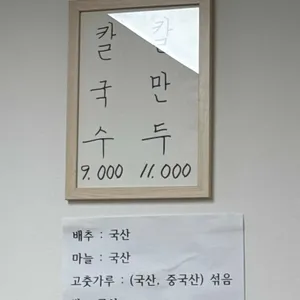 칼국수
9.000
칼만두
11.000
배추 : 국산
마늘 : 국산
고춧가루 : (국산, 중국산) 섞음